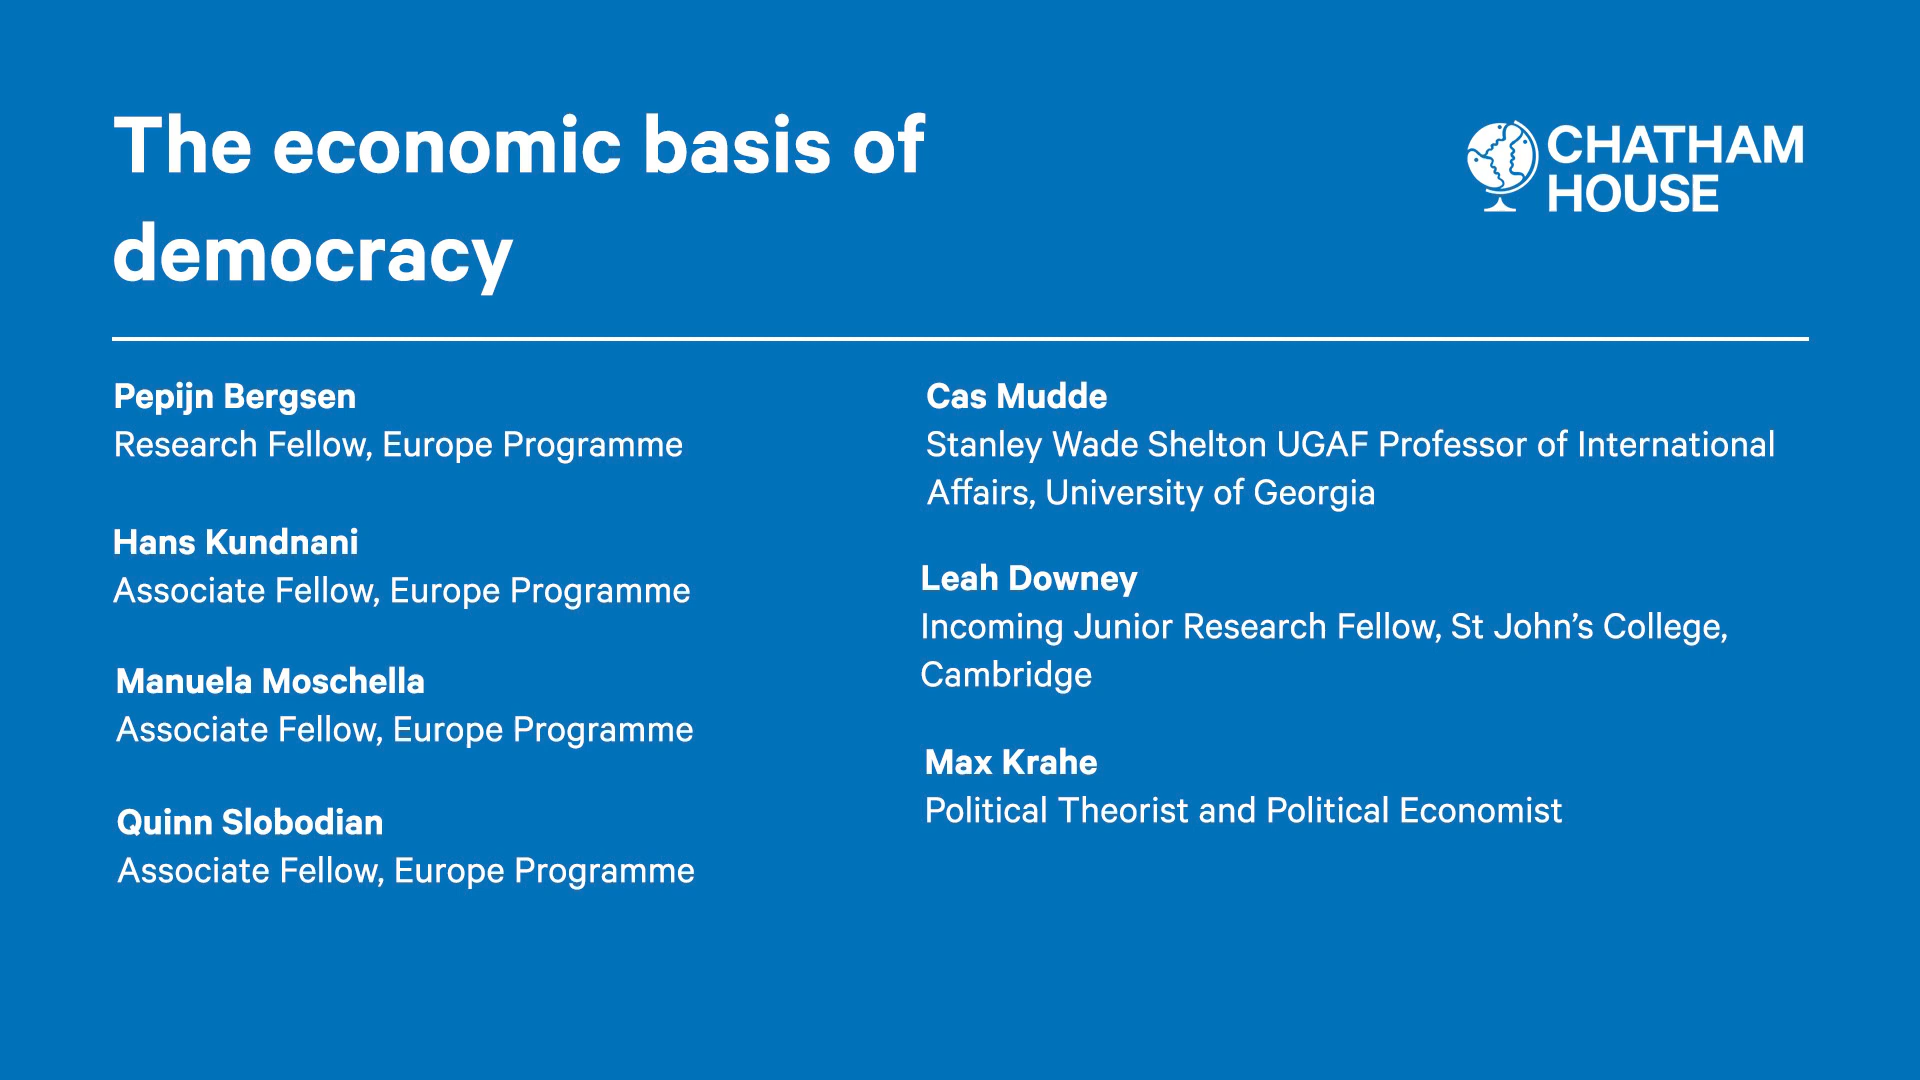 The economic basis of
democracy
CHATHAM
HOUSE
Pepijn Bergsen
Research Fellow, Europe Programme
Hans Kundnani
Associate Fellow, Europe Programme
Manuela Moschella
Associate Fellow, Europe Programme
Quinn Slobodian
Associate Fellow, Europe Programme
Cas Mudde
Stanley Wade Shelton UGAF Professor of International
Affairs, University of Georgia
Leah Downey
Incoming Junior Research Fellow, St John’s College,
Cambridge
Max Krahe
Political Theorist and Political Economist